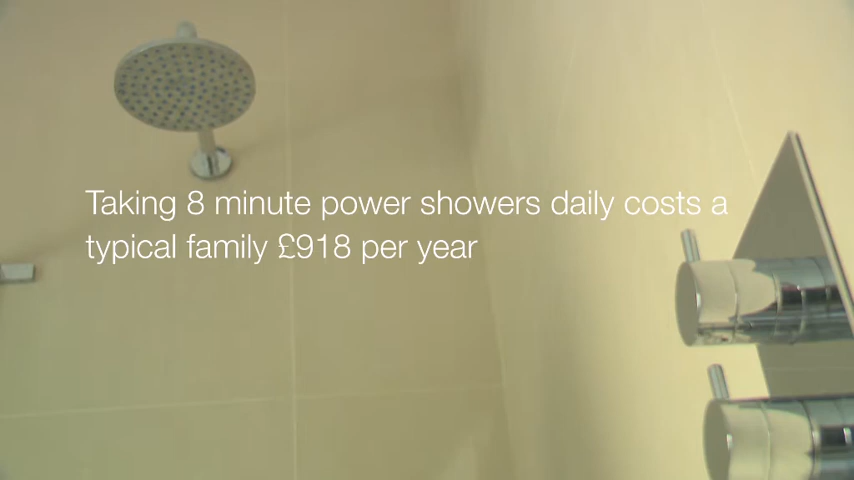 Taking 8 minute power showers daily costs a
typical family £918 per year